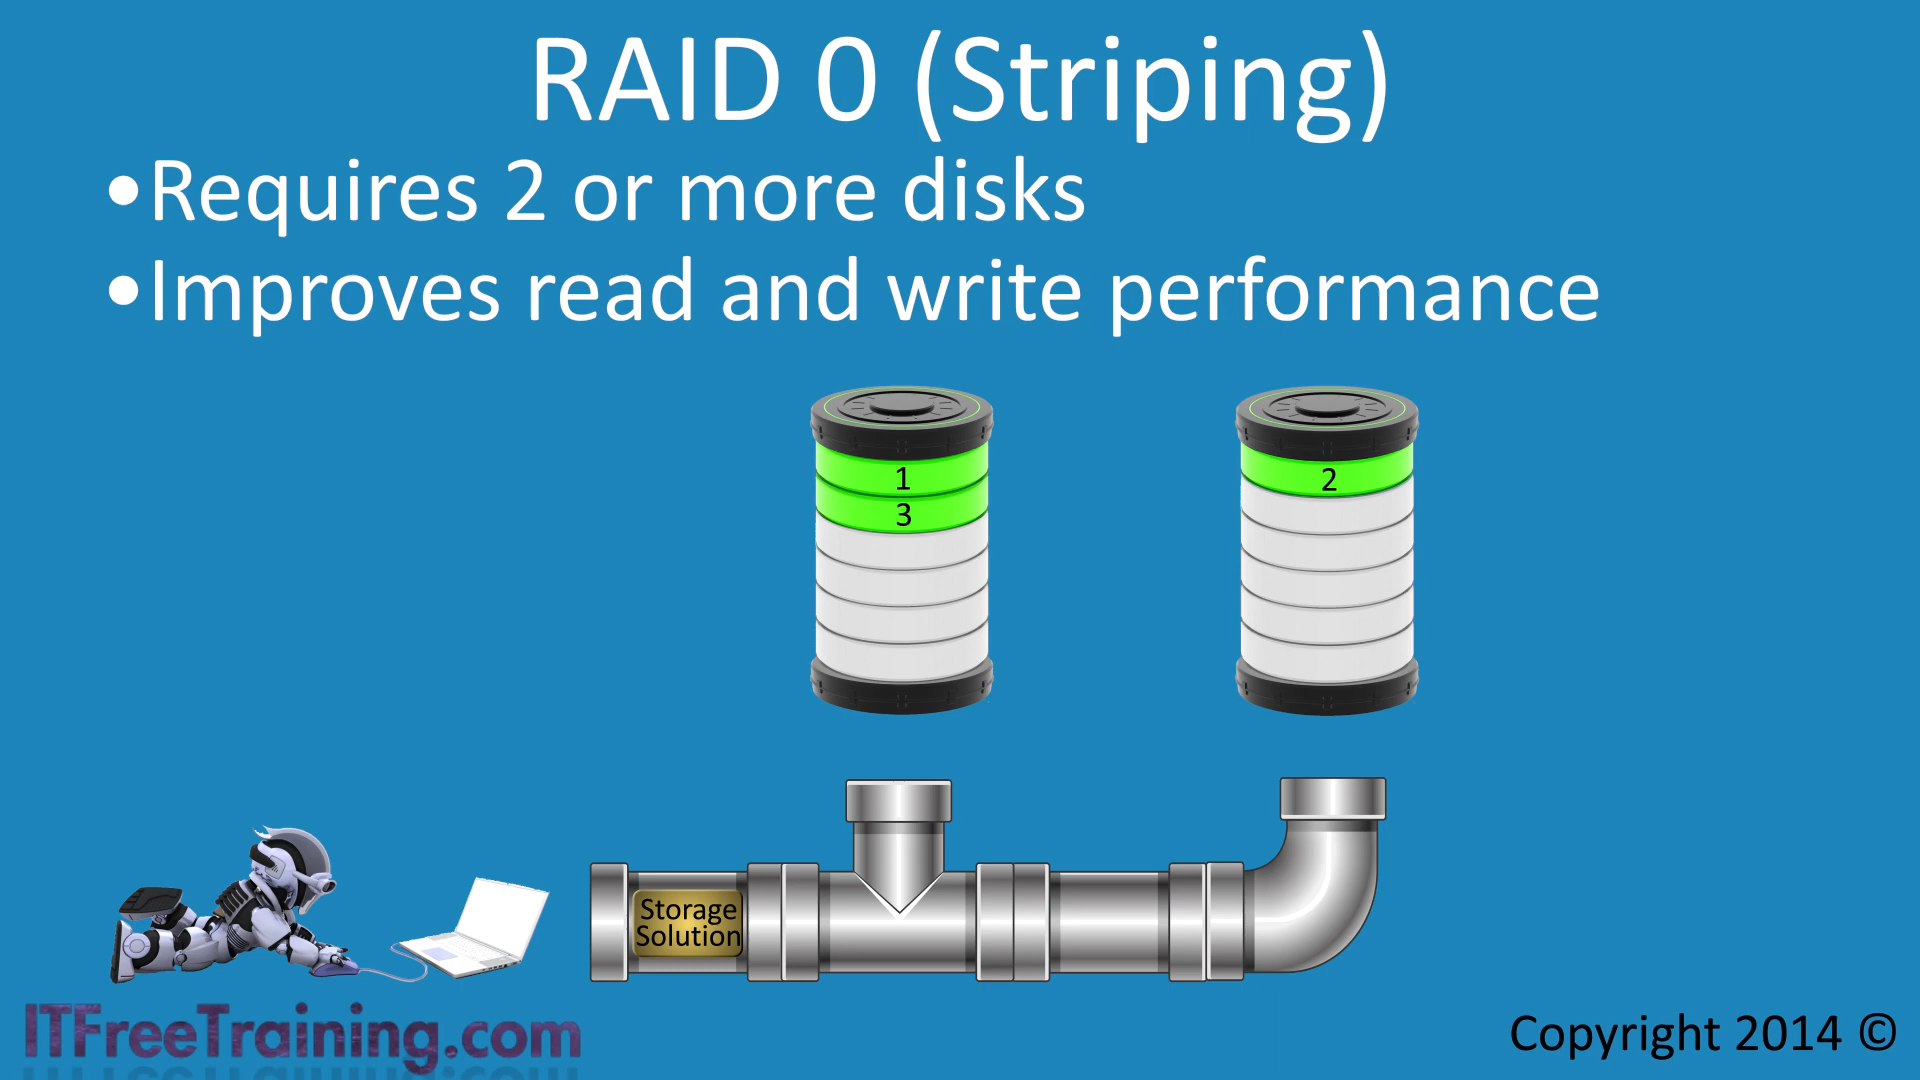 RAID 0 (Striping)
•Requires 2 or more disks
•Improves read and write performance
1
3
2
Storage
Solution
ITFreeTraining.com
Copyright 2014 ©